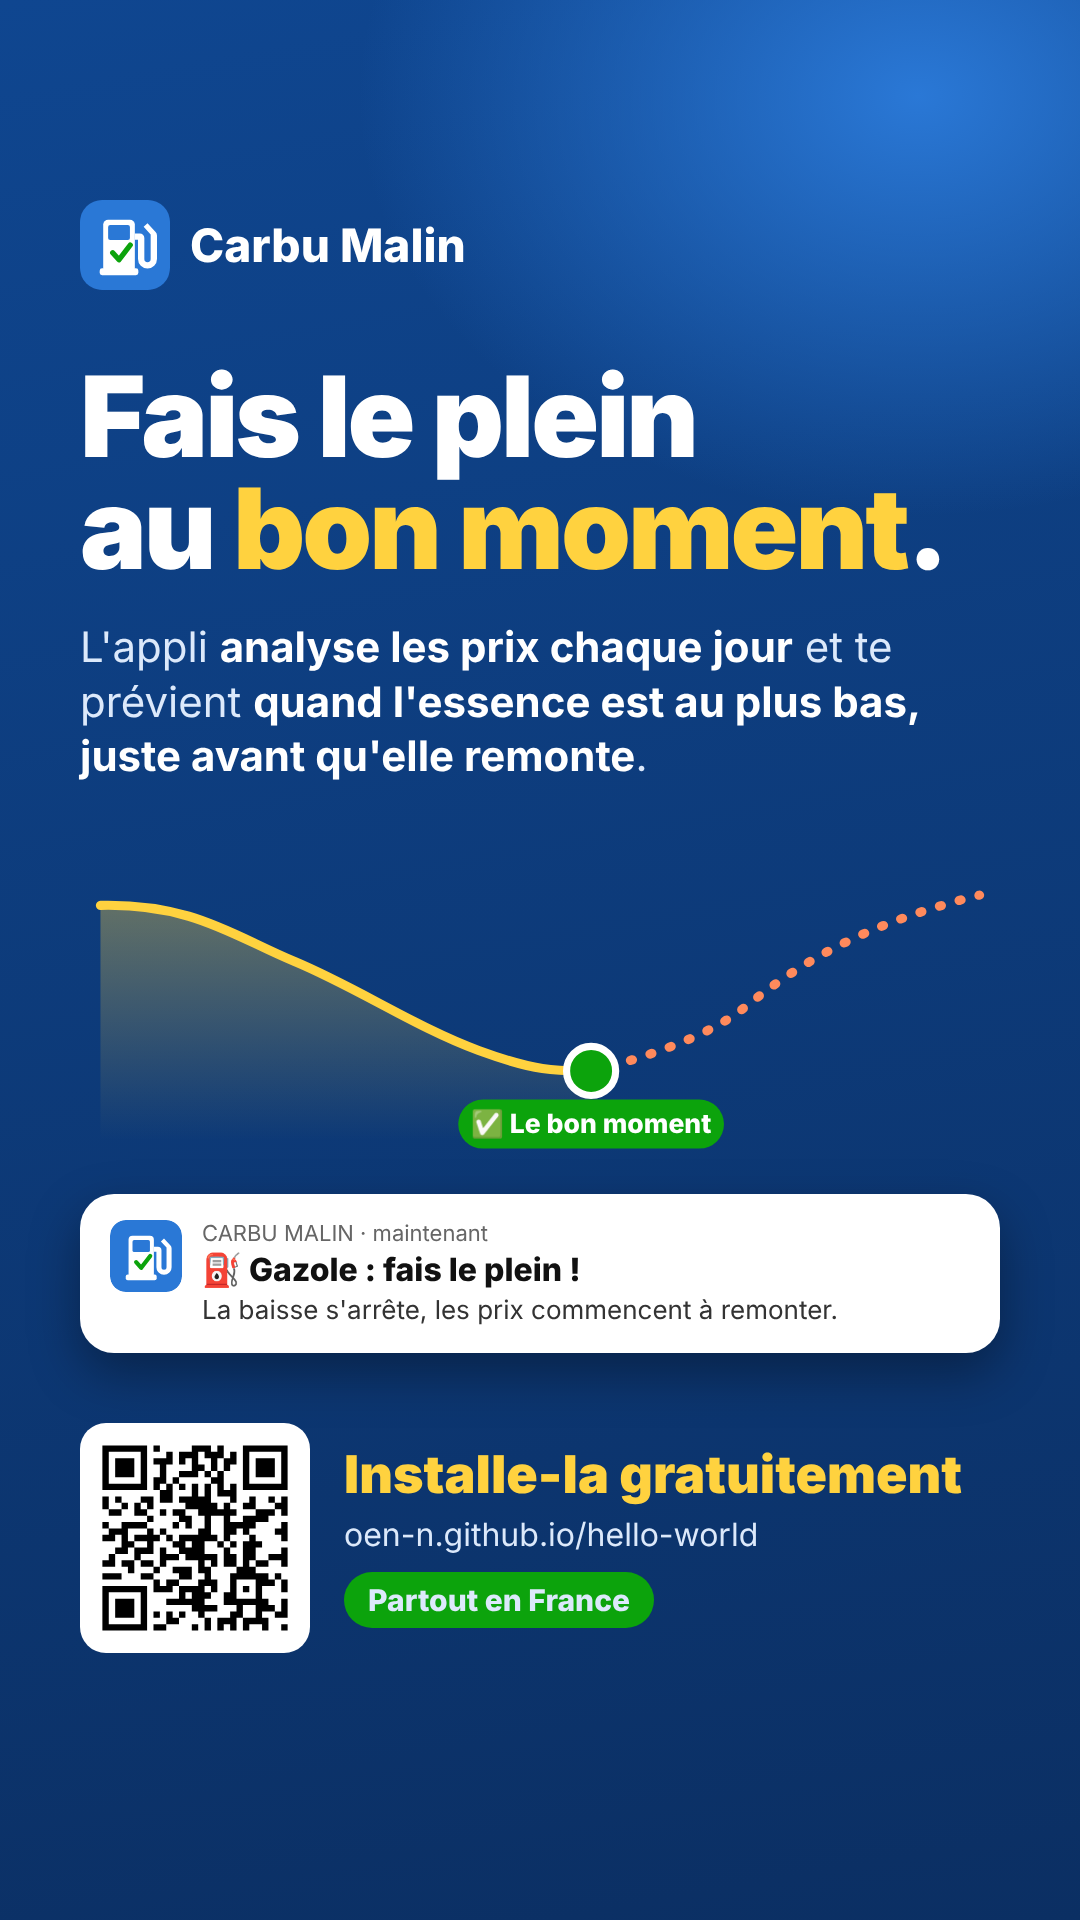 Carbu Malin
Fais le plein
au bon moment.
L'appli analyse les prix chaque jour et te
prévient quand l'essence est au plus bas,
juste avant qu'elle remonte.
✅ Le bon moment
CARBU MALIN · maintenant
⛽ Gazole : fais le plein !
La baisse s'arrête, les prix commencent à remonter.
Installe-la gratuitement
oen-n.github.io/hello-world
Partout en France